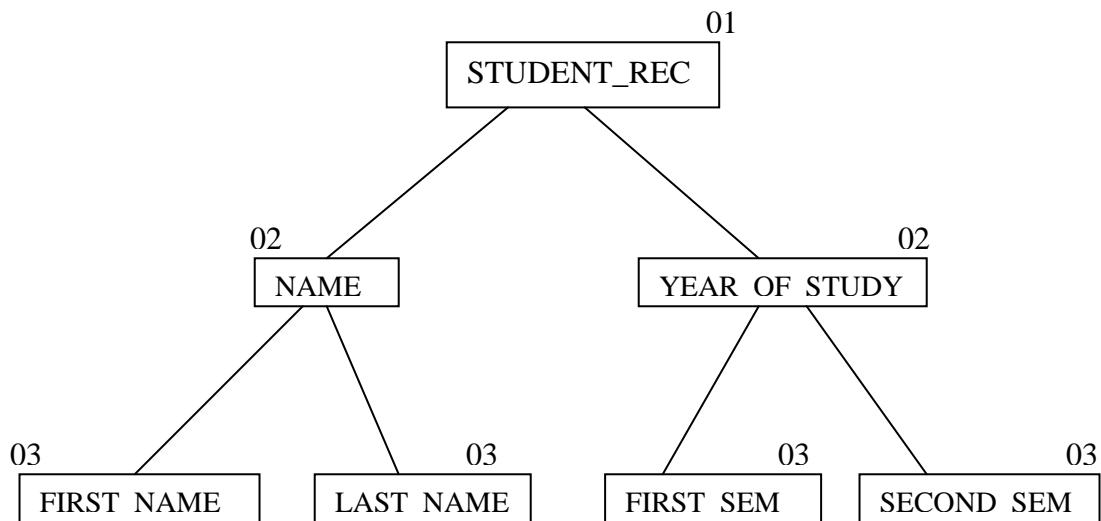 01
STUDENT_REC
02 02
NAME YEAR OF STUDY
03 03 03 03
FIRST NAME LAST NAME FIRST SEM SECOND SEM